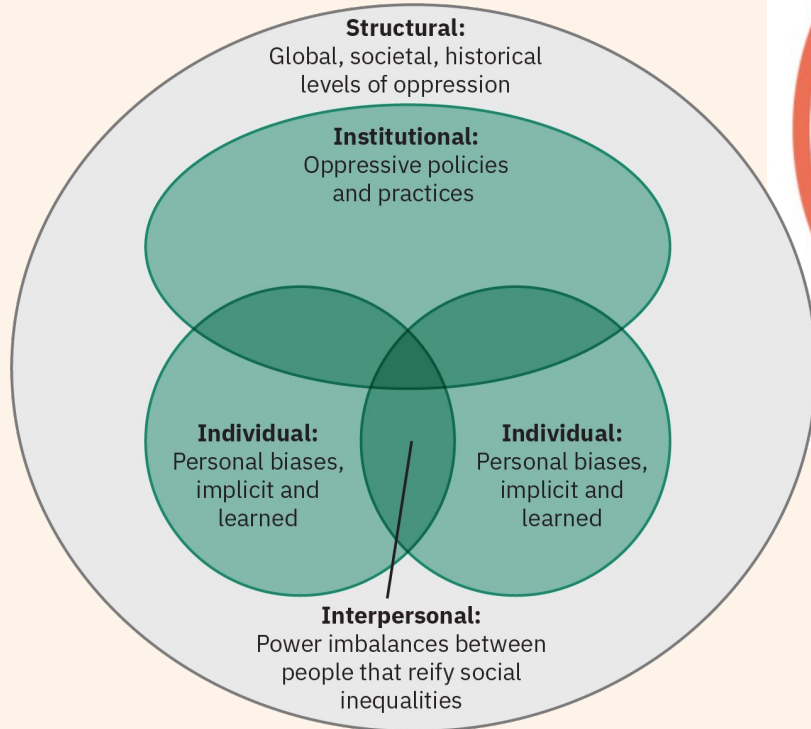 Structural:
Global, societal, historical
levels of oppression
Institutional:
Oppressive policies
and practices
Individual:
Personal biases,
implicit and
learned
Individual:
Personal biases,
implicit and
learned
Interpersonal:
Power imbalances between
people that reify social
inequalities